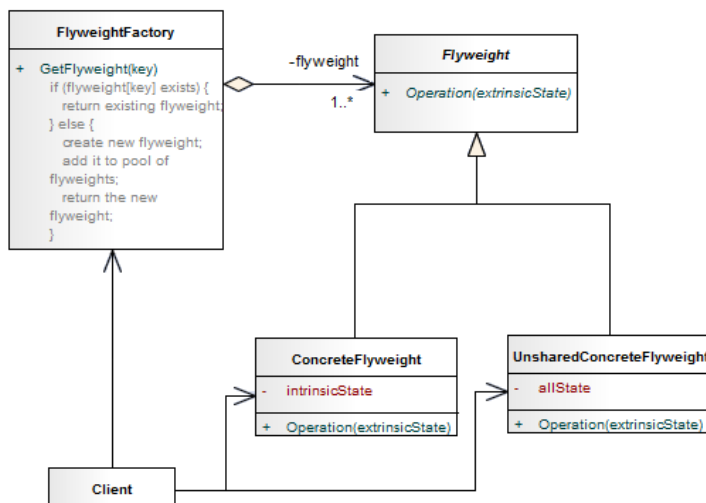 FlyweightFactory
+ GetFlyweight(key)
if (flyweight[key] exists) {
return existing flyweight;
} else {
create new flyweight;
add it to pool of
flyweights;
return the new
flyweight;
}
-flyweight
1..*
Flyweight
+ Operation(extrinsicState)
ConcreteFlyweight
- intrinsicState
+ Operation(extrinsicState)
UnsharedConcreteFlyweight
- allState
+ Operation(extrinsicState)
Client